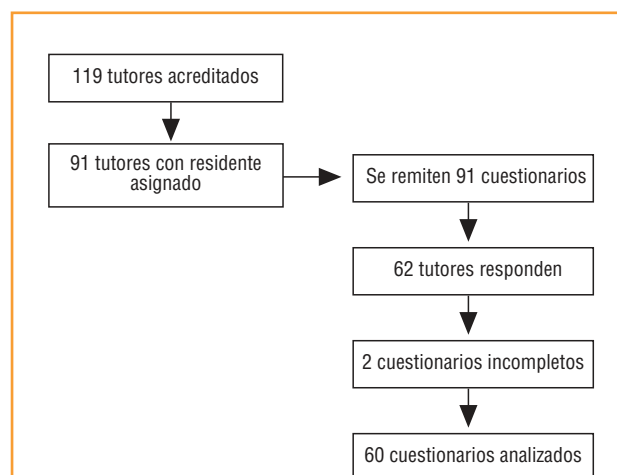 119 tutores acreditados
91 tutores con residente
asignado
Se remiten 91 cuestionarios
62 tutores responden
2 cuestionarios incompletos
60 cuestionarios analizados